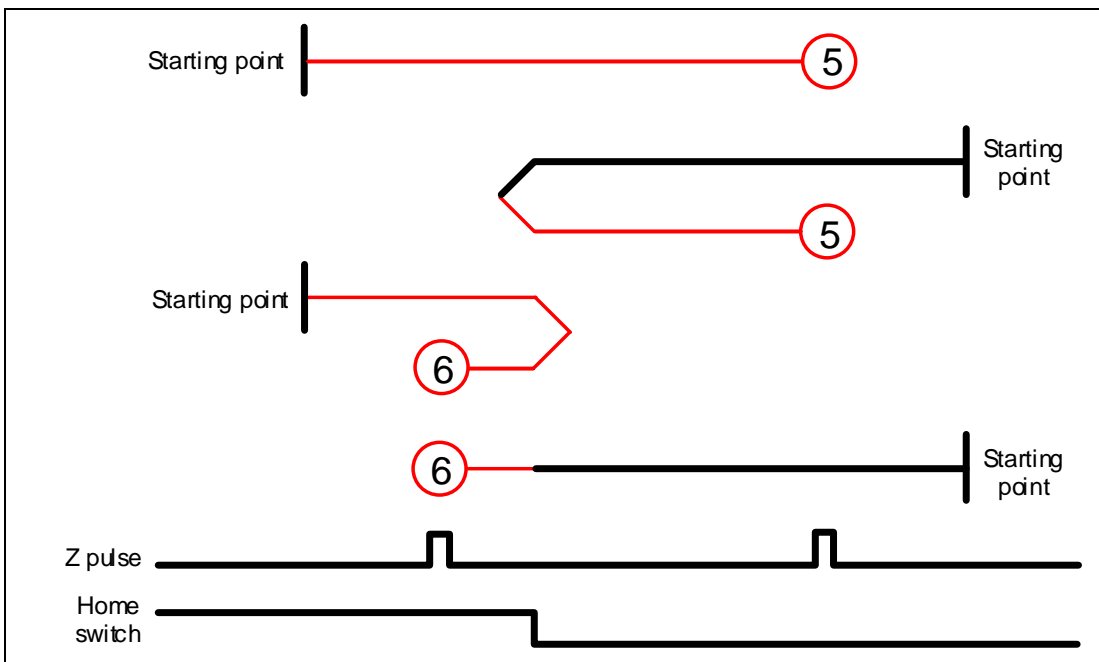 Starting point
5
Starting
point
5
Starting point
6
6
Starting
point
Z pulse
Home
switch